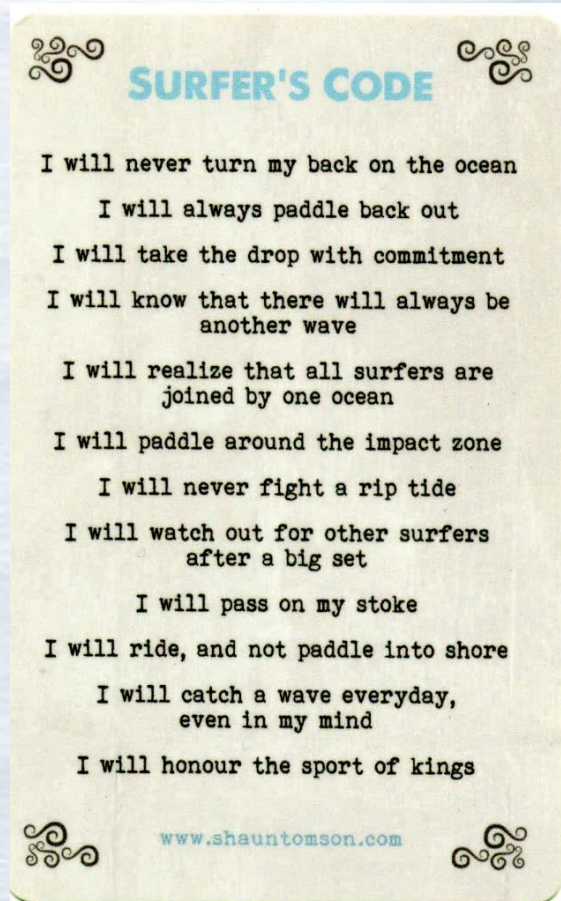 SURFER'S CODE
I will never turn my back on the ocean
I will always paddle back out
I will take the drop with commitment
I will know that there will always be
another wave
I will realize that all surfers are
joined by one ocean
I will paddle around the impact zone
I will never fight a rip tide
I will watch out for other surfers
after a big set
I will pass on my stoke
I will ride, and not paddle into shore
I will catch a wave everyday,
even in my mind
I will honour the sport of kings
www.shauntomson.com